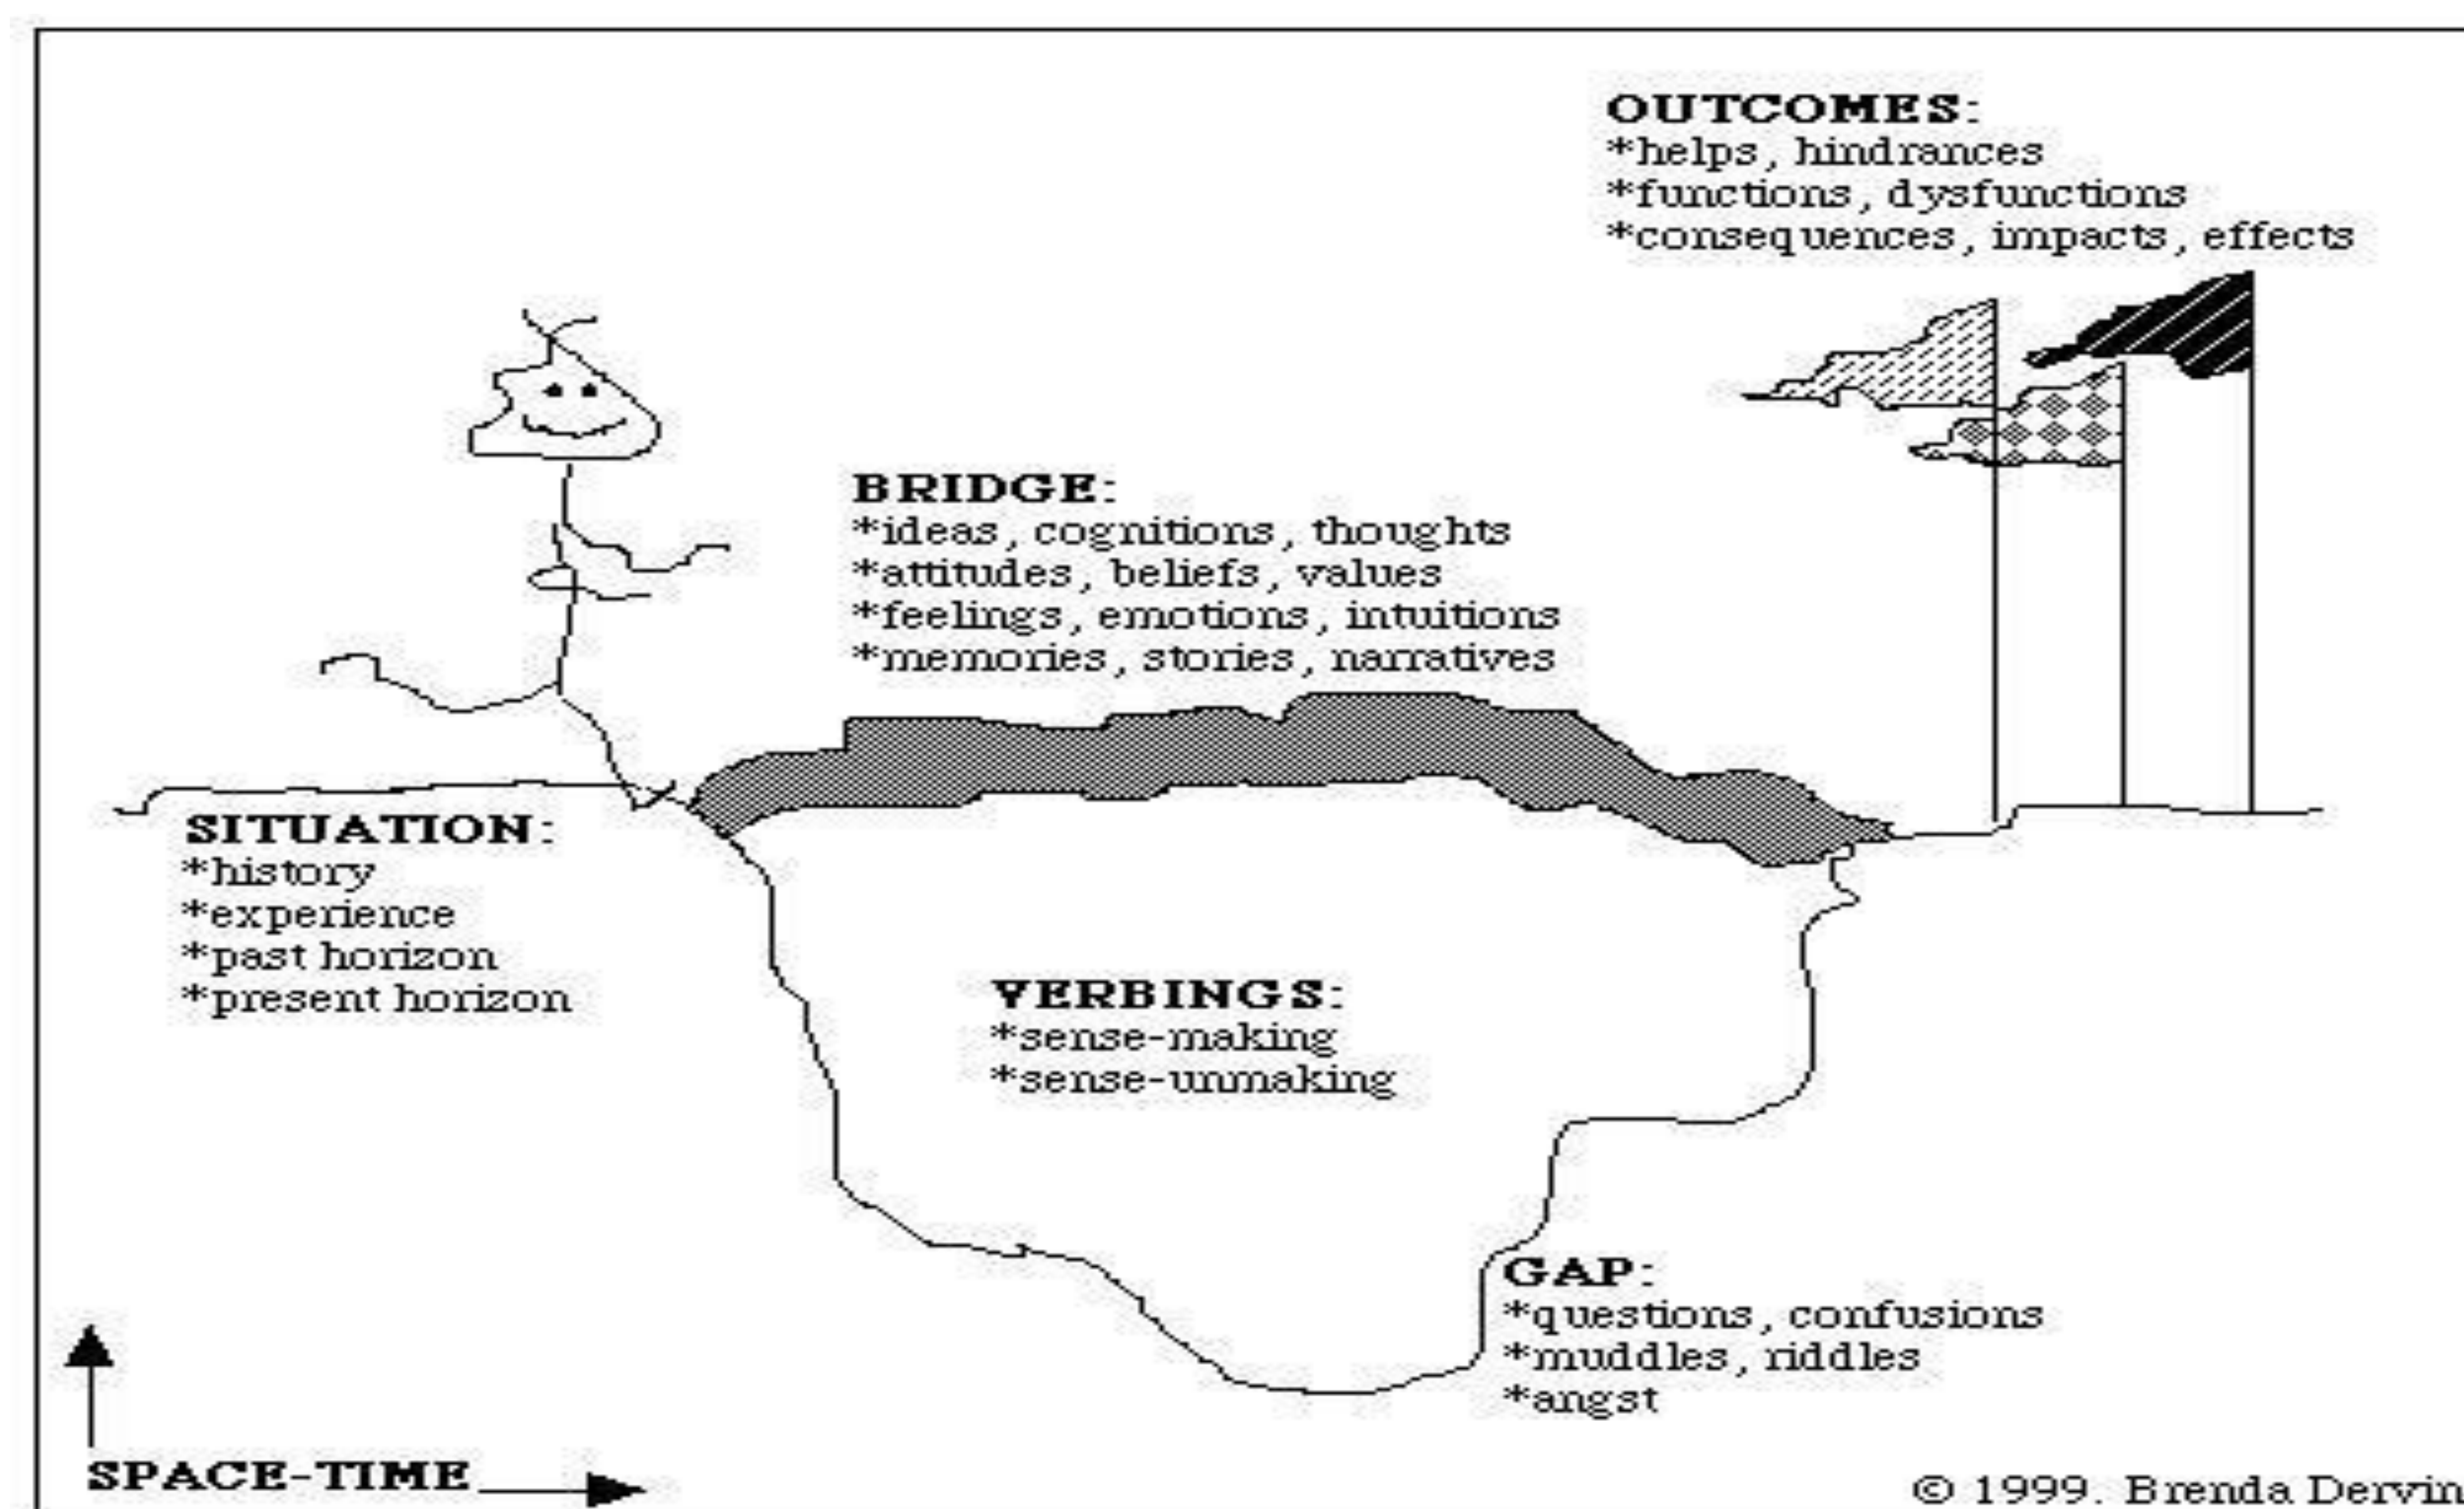 OUTCOMES:
*helps, hindrances
*functions, dysfunctions
*consequences, impacts, effects
BRIDGE:
*ideas, cognitions, thoughts
*attitudes, beliefs, values
*feelings, emotions, intuitions
*memories, stories, narratives
SITUATION:
*history
*experience
*past horizon
*present horizon
VERBINGS:
*sense-making
*sense-unmaking
GAP:
*questions, confusions
*muddles, riddles
*angst
SPACE-TIME
© 1999. Brenda Dervin